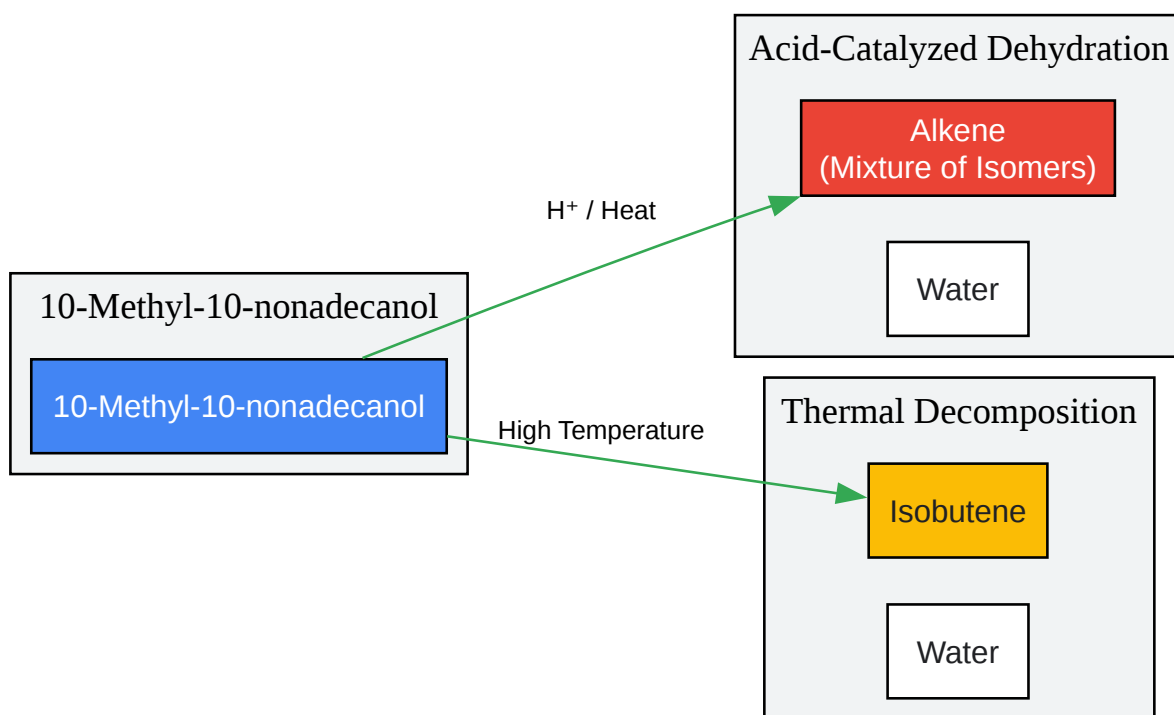 Acid-Catalyzed Dehydration
Alkene
(Mixture of Isomers)
H⁺ / Heat
Water
10-Methyl-10-nonadecanol
10-Methyl-10-nonadecanol
Thermal Decomposition
High Temperature
Isobutene
Water